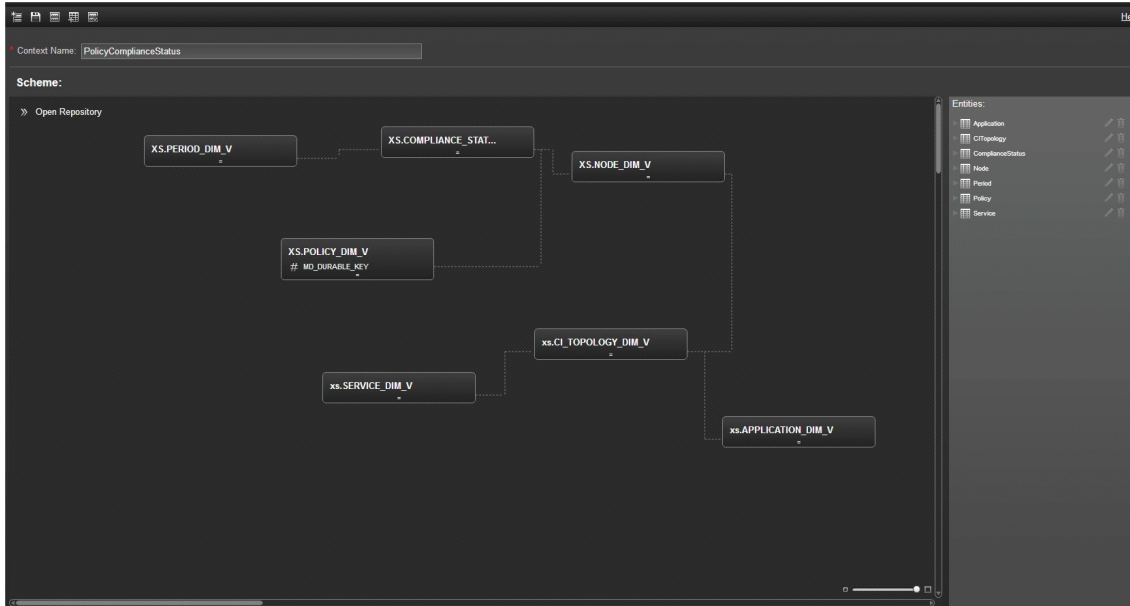 He
* Context Name: PolicyComplianceStatus
Scheme:
Open Repository
Entities:
XS.PERIOD_DIM_V
XS.COMPLIANCE_STAT...
XS.NODE_DIM_V
XS.POLICY_DIM_V
# MD_DURABLE_KEY
xs.CI_TOPOLOGY_DIM_V
xs.SERVICE_DIM_V
xs.APPLICATION_DIM_V
Application
CITopology
ComplianceStatus
Node
Period
Policy
Service